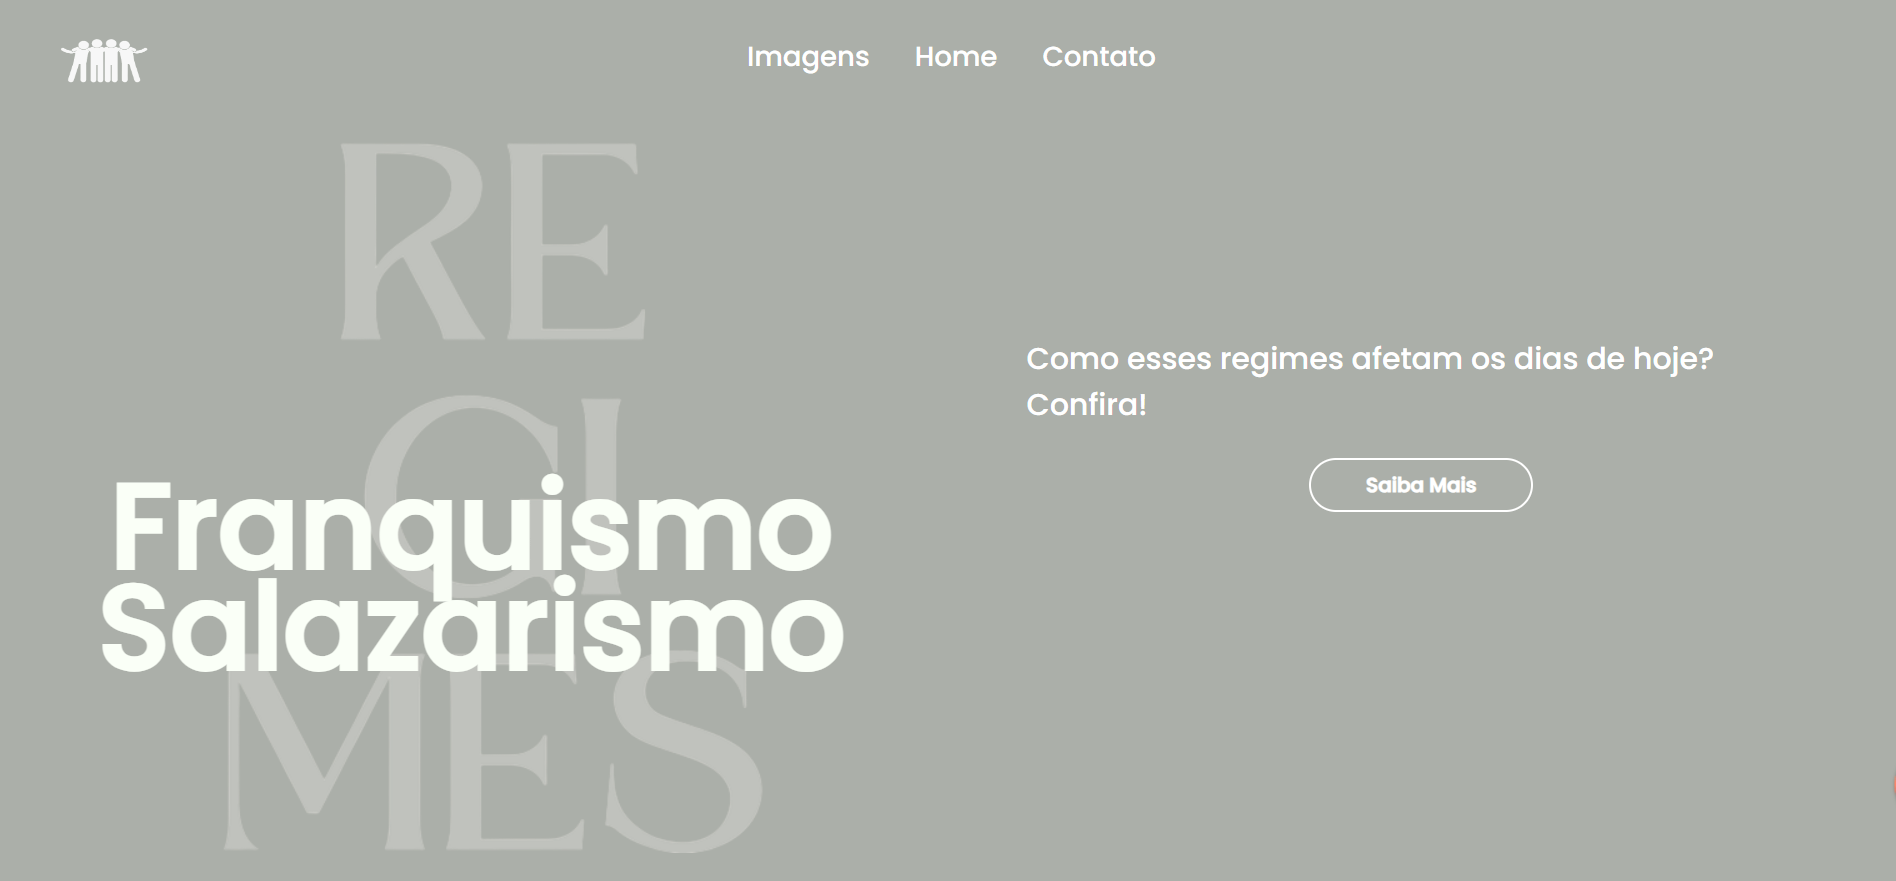 Imagens Home Contato
RE
GI
MES
Franquismo
Salazarismo
Como esses regimes afetam os dias de hoje?
Confira!
Saiba Mais